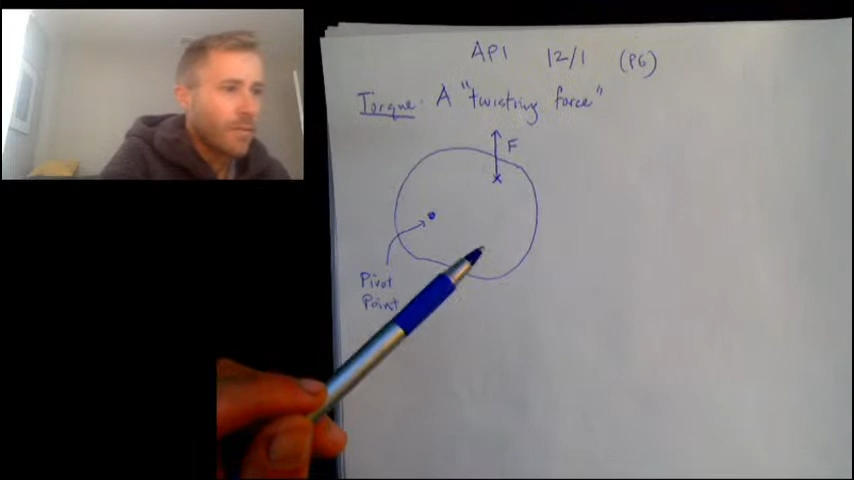 AP1 12/1 (P6)
Torque: A "twisting force"
F
Pivot
Point